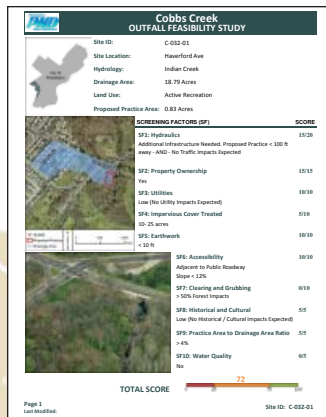 Cobbs Creek
OUTFALL FEASIBILITY STUDY
Site ID: C-032-01
Site Location: Haverford Ave
Hydrology: Indian Creek
Drainage Area: 18.79 Acres
Land Use: Active Recreation
Proposed Practice Area: 0.83 Acres
SCREENING FACTORS (SF) SCORE
SF1: Hydraulics 15/20
Additional Infrastructure Needed. Proposed Practice < 100 ft
away - AND - No Traffic Impacts Expected
SF2: Property Ownership 15/15
Yes
SF3: Utilities 10/10
Low (No Utility Impacts Expected)
SF4: Impervious Cover Treated 5/10
10- 25 acres
SF5: Earthwork 10/10
< 10 ft
SF6: Accessibility 10/10
Adjacent to Public Roadway
Slope < 12%
SF7: Clearing and Grubbing 0/10
> 50% Forest Impacts
SF8: Historical and Cultural 5/5
Low (No Historical / Cultural Impacts Expected)
SF9: Practice Area to Drainage Area Ratio 5/5
> 4%
SF10: Water Quality 0/5
No
TOTAL SCORE 72
Page 1
Last Modified: Site ID: C-032-01